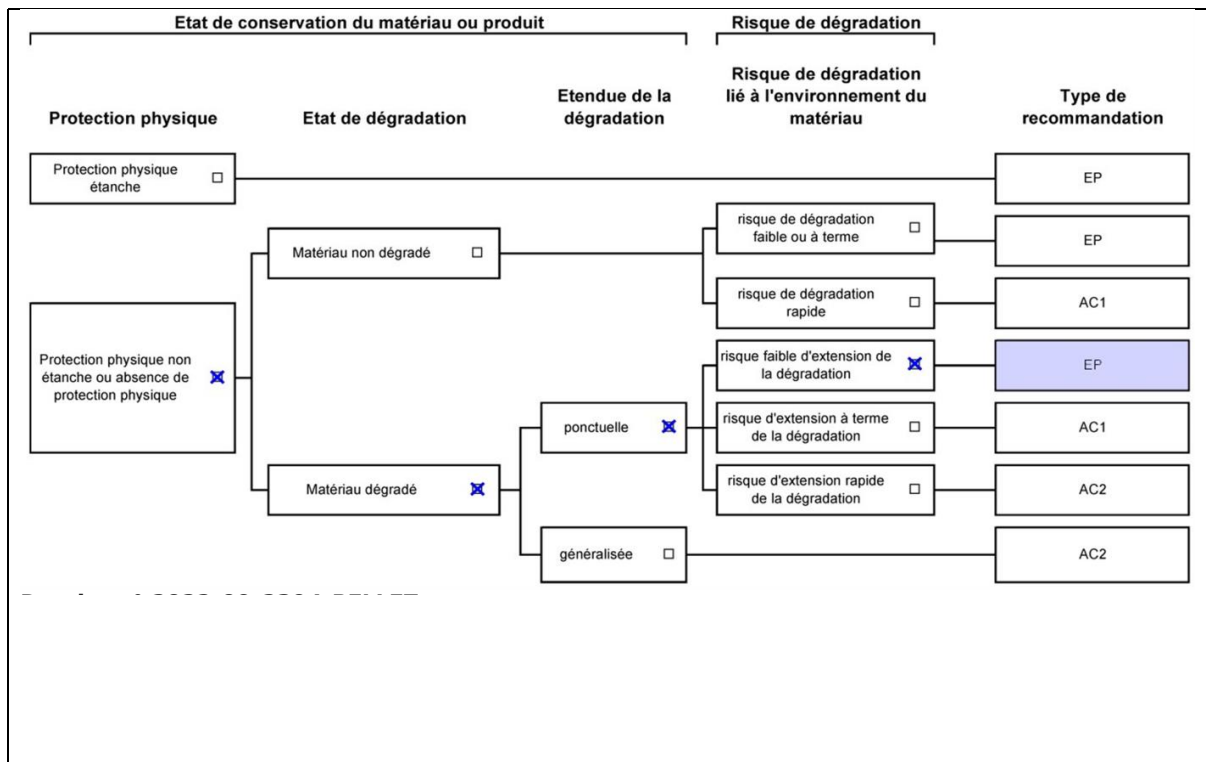 Etat de conservation du matériau ou produit
Risque de dégradation
Protection physique
Etat de dégradation
Etendue de la
dégradation
Risque de dégradation
lié à l'environnement du
matériau
Type de
recommandation
Protection physique
étanche
EP
risque de dégradation
faible ou à terme
EP
Matériau non dégradé
risque de dégradation
rapide
AC1
Protection physique non
étanche ou absence de
protection physique
risque faible d'extension de
la dégradation
EP
ponctuelle
risque d'extension à terme
de la dégradation
AC1
Matériau dégradé
risque d'extension rapide
de la dégradation
AC2
généralisée
AC2